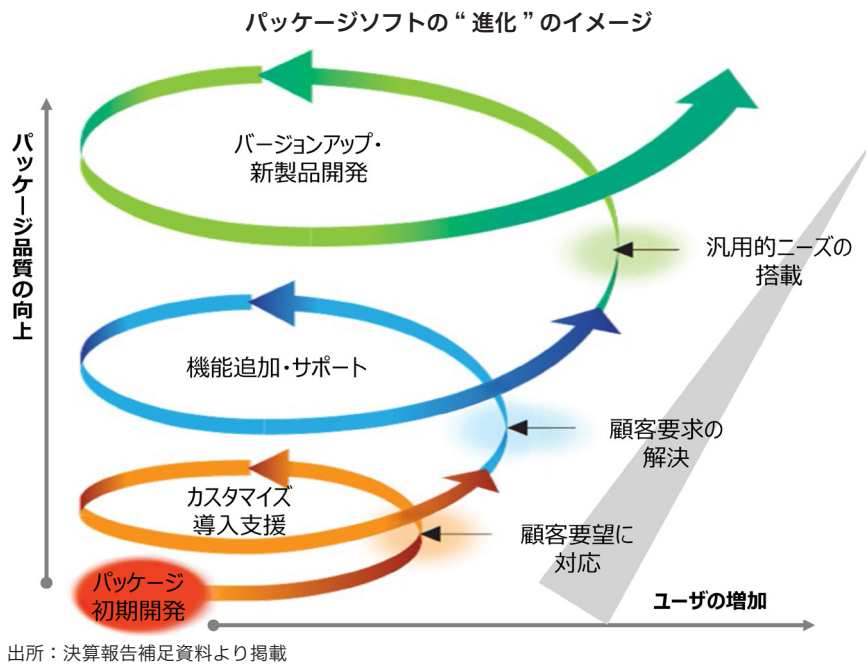 パッケージソフトの“進化”のイメージ
パッケージ品質の向上
バージョンアップ・
新製品開発
汎用的ニーズの
搭載
機能追加・サポート
顧客要求の
解決
カスタマイズ
導入支援
顧客要望に
対応
パッケージ
初期開発
ユーザの増加
出所：決算報告補足資料より掲載